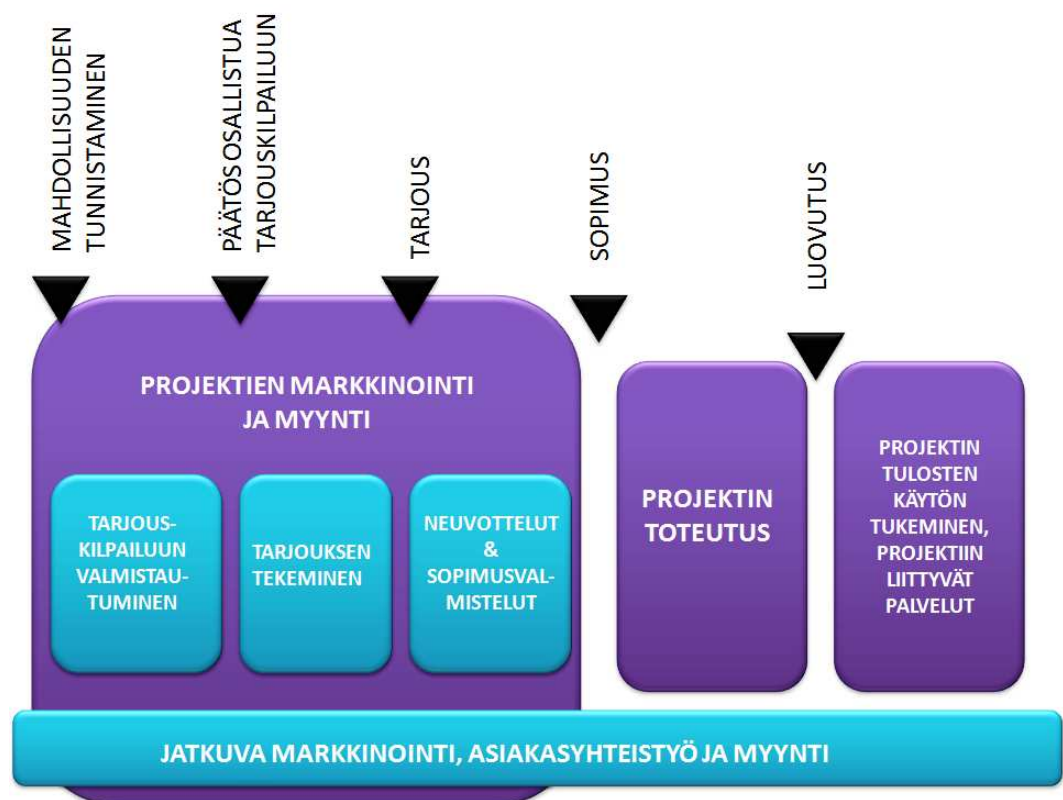 MAHDOLLISUUDEN
TUNNISTAMINEN
PÄÄTÖS OSALLISTUA
TARJOUSKILPAILUUN
TARJOUS
SOPIMUS
LUOVUTUS
PROJEKTIEN MARKKINOINTI
JA MYYNTI
TARJOUS-
KILPAILUUN
VALMISTAU-
TUMINEN
TARJOUKSEN
TEKEMINEN
NEUVOTTELUT
&
SOPIMUSVAL-
MISTELUT
PROJEKTIN
TOTEUTUS
PROJEKTIN
TULOSTEN
KÄYTÖN
TUKEMINEN,
PROJEKTIIN
LIITTYVÄT
PALVELUT
JATKUVA MARKKINOINTI, ASIAKASYHTEISTYÖ JA MYYNTI